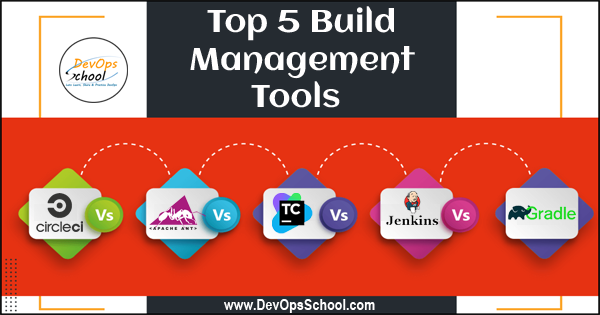 Top 5 Build
Management
Tools
DevOps
School
circleci
Vs
<APACHE ANT>
Vs
TC
Vs
Jenkins
Vs
Gradle
www.DevOpsSchool.com